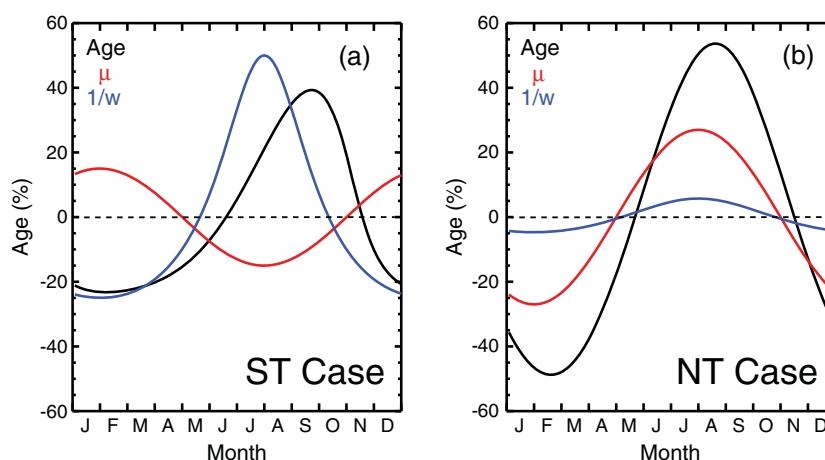 60
40
20
0
-20
-40
-60
Age (%)
Age
μ
1/w
(a)
ST Case
J F M A M J J A S O N D
Month
60
40
20
0
-20
-40
-60
Age (%)
Age
μ
1/w
(b)
NT Case
J F M A M J J A S O N D
Month